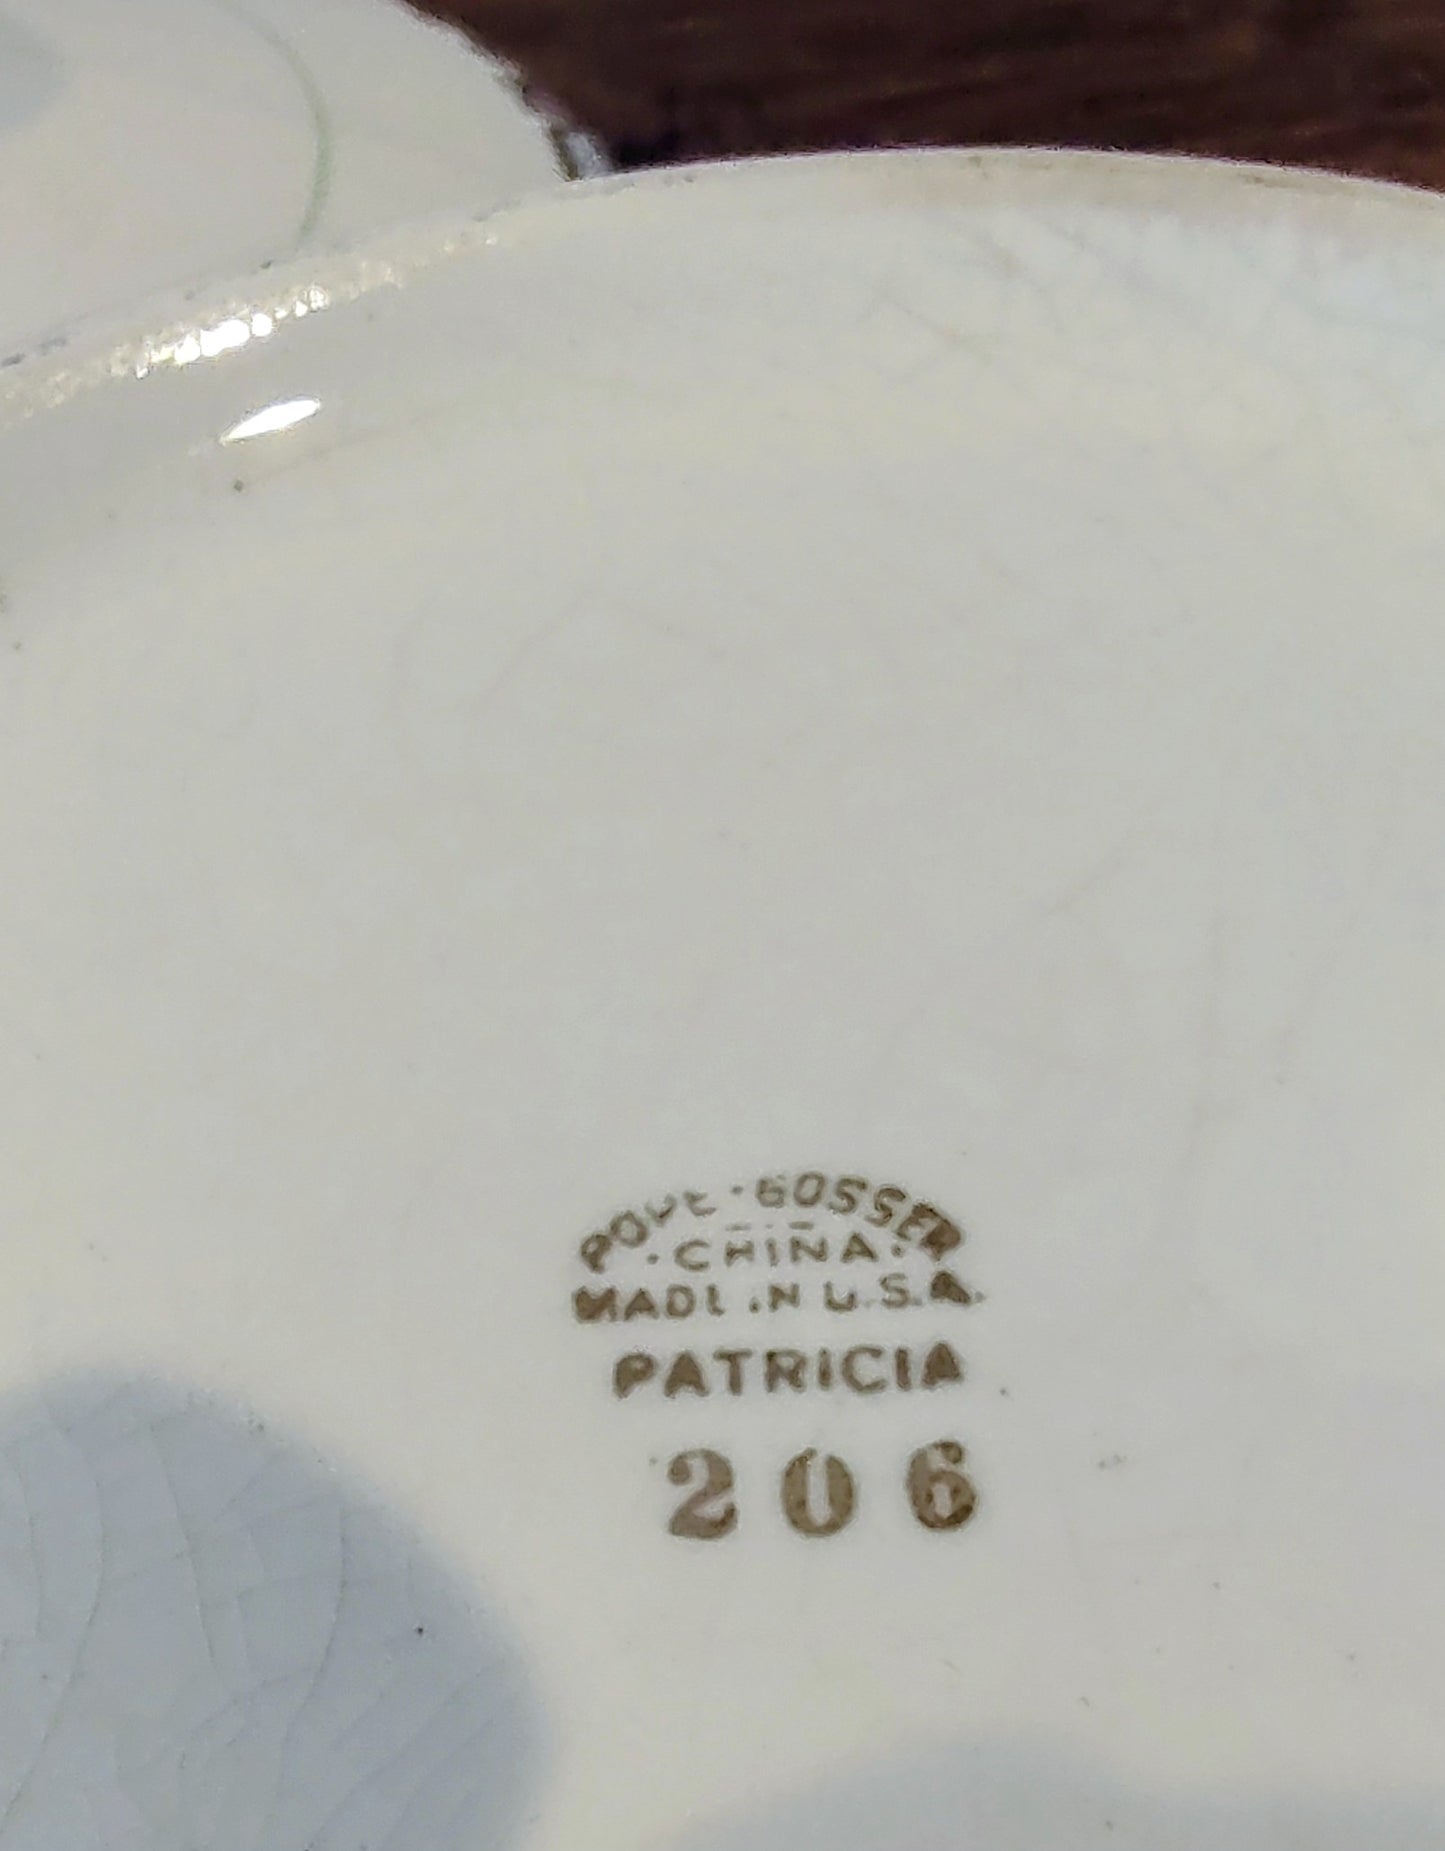 POPE·GOSSER
·CHINA·
MADE IN U.S.A.
PATRICIA
206